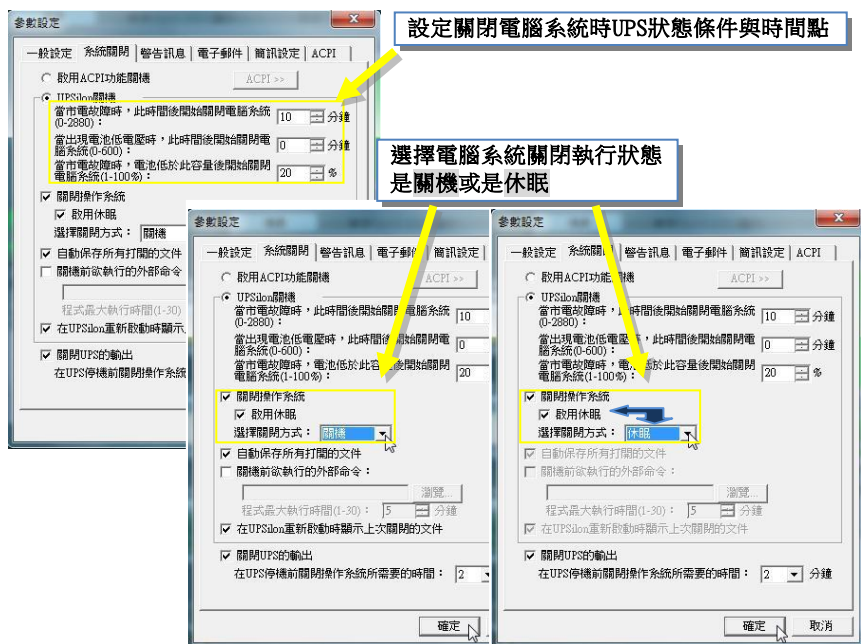 設定關閉電腦系統時UPS狀態條件與時間點
參數設定
一般設定 系統關閉 警告訊息 電子郵件 簡訊設定 ACPI
啟用ACPI功能關機 ACPI >>
UPSilon關機
當市電故障時，此時間後開始關閉電腦系統 10 分鐘
(0-2880)：
當出現電池低電壓時，此時間後開始關閉電 0 分鐘
腦系統(0-600)：
當市電故障時，電池低於此容量後開始關閉 20 %
電腦系統(1-100%)：
關閉操作系統
啟用休眠
選擇關閉方式： 關機
自動保存所有打開的文件
關機前欲執行的外部命令
程式最大執行時間(1-30)
在UPSilon重新啟動時顯示
關閉UPS的輸出
在UPS停機前關閉操作系統
選擇電腦系統關閉執行狀態
是關機或是休眠
參數設定
一般設定 系統關閉 警告訊息 電子郵件 簡訊設定
啟用ACPI功能關機 ACPI >>
UPSilon關機
當市電故障時，此時間後開始關閉電腦系統 10
(0-2880)：
當出現電池低電壓時，此時間後開始關閉電 0
腦系統(0-600)：
當市電故障時，電池低於此容量後開始關閉 20
電腦系統(1-100%)：
關閉操作系統
啟用休眠
選擇關閉方式： 關機
自動保存所有打開的文件
關機前欲執行的外部命令：
瀏覽...
程式最大執行時間(1-30)： 5 分鐘
在UPSilon重新啟動時顯示上次關閉的文件
關閉UPS的輸出
在UPS停機前關閉操作系統所需要的時間： 2
確定
參數設定
一般設定 系統關閉 警告訊息 電子郵件 簡訊設定 ACPI
啟用ACPI功能關機 ACPI >>
UPSilon關機
當市電故障時，此時間後開始關閉電腦系統 10 分鐘
(0-2880)：
當出現電池低電壓時，此時間後開始關閉電 0 分鐘
腦系統(0-600)：
當市電故障時，電池低於此容量後開始關閉 20 %
電腦系統(1-100%)：
關閉操作系統
啟用休眠
選擇關閉方式： 休眠
自動保存所有打開的文件
關機前欲執行的外部命令：
瀏覽...
程式最大執行時間(1-30)： 5 分鐘
在UPSilon重新啟動時顯示上次關閉的文件
關閉UPS的輸出
在UPS停機前關閉操作系統所需要的時間： 2 分鐘
確定 取消